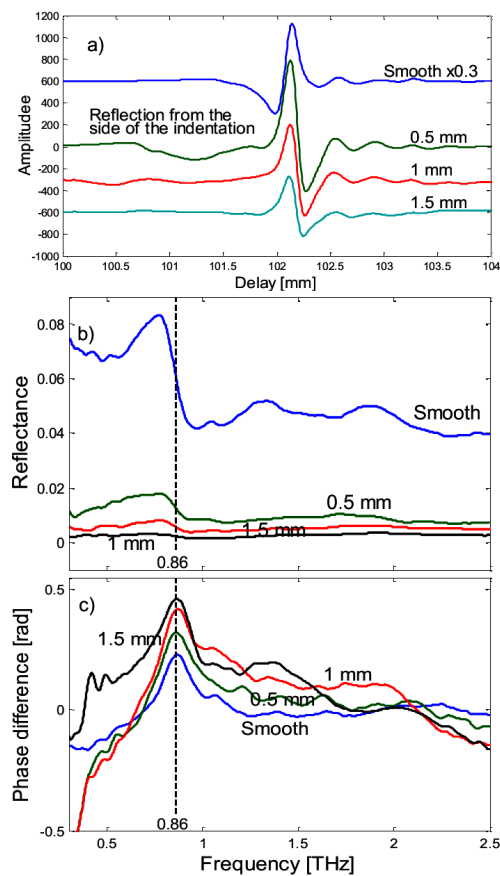 1200
1000
a)
800
600
Smooth x0.3
400
Reflection from the
side of the indentation
200
0.5 mm
0
-200
1 mm
-400
1.5 mm
-600
-800
-1000
Amplitudee
100 100.5 101 101.5 102 102.5 103 103.5 104
Delay [mm]
b)
0.08
0.06
Smooth
0.04
0.02
0.5 mm
1.5 mm
1 mm
0
0.86
Reflectance
0.5
c)
1.5 mm
1 mm
0.5 mm
0
Smooth
-0.5
0.86
Phase difference [rad]
0.5 1 1.5 2 2.5
Frequency [THz]